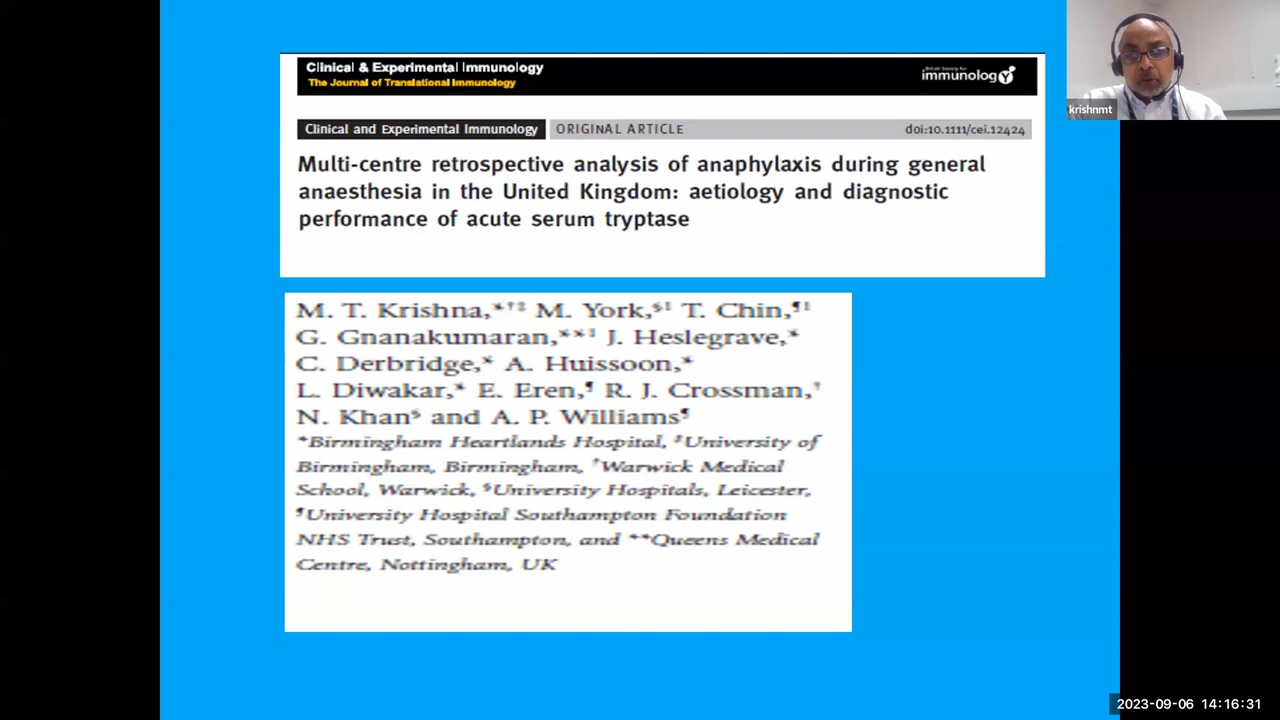 Clinical & Experimental Immunology
The Journal of Translational Immunology
British Society for
immunology
Clinical and Experimental Immunology
ORIGINAL ARTICLE
doi:10.1111/cei.12424
Multi-centre retrospective analysis of anaphylaxis during general
anaesthesia in the United Kingdom: aetiology and diagnostic
performance of acute serum tryptase
M. T. Krishna,*†‡ M. York,§‡ T. Chin,¶‡
G. Gnanakumaran,**‡ J. Heslegrave,*
C. Derbridge,* A. Huissoon,*
L. Diwakar,* E. Eren,¶ R. J. Crossman,†
N. Khan§ and A. P. Williams¶
*Birmingham Heartlands Hospital, ‡University of
Birmingham, Birmingham, †Warwick Medical
School, Warwick, §University Hospitals, Leicester,
¶University Hospital Southampton Foundation
NHS Trust, Southampton, and **Queens Medical
Centre, Nottingham, UK
krishnmt
2023-09-06 14:16:31